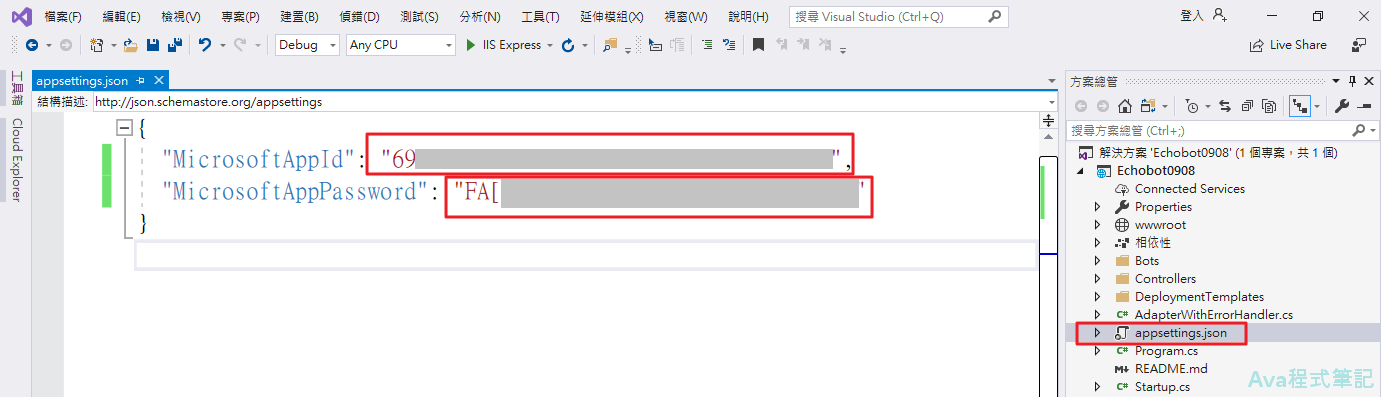 檔案(F) 編輯(E) 檢視(V) 專案(P) 建置(B) 偵錯(D) 測試(S) 分析(N) 工具(T) 延伸模組(X) 視窗(W) 說明(H) 搜尋 Visual Studio (Ctrl+Q) 登入
Debug Any CPU IIS Express Live Share
工具箱
Cloud Explorer
appsettings.json
結構描述: http://json.schemastore.org/appsettings
{
"MicrosoftAppId": "69 ",
"MicrosoftAppPassword": "FA[ "
}
方案總管
搜尋方案總管 (Ctrl+;)
解決方案 'Echobot0908' (1 個專案，共 1 個)
Echobot0908
Connected Services
Properties
wwwroot
相依性
Bots
Controllers
DeploymentTemplates
C# AdapterWithErrorHandler.cs
appsettings.json
C# Program.cs
README.md
C# Startup.cs
Ava程式筆記